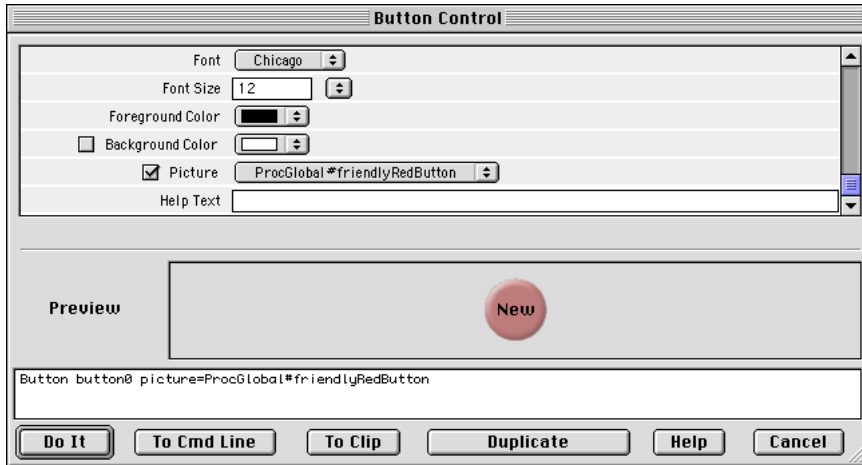 Button Control
Font Chicago
Font Size 12
Foreground Color
Background Color
Picture ProcGlobal#friendlyRedButton
Help Text
Preview New
Button button0 picture=ProcGlobal#friendlyRedButton
Do It To Cmd Line To Clip Duplicate Help Cancel